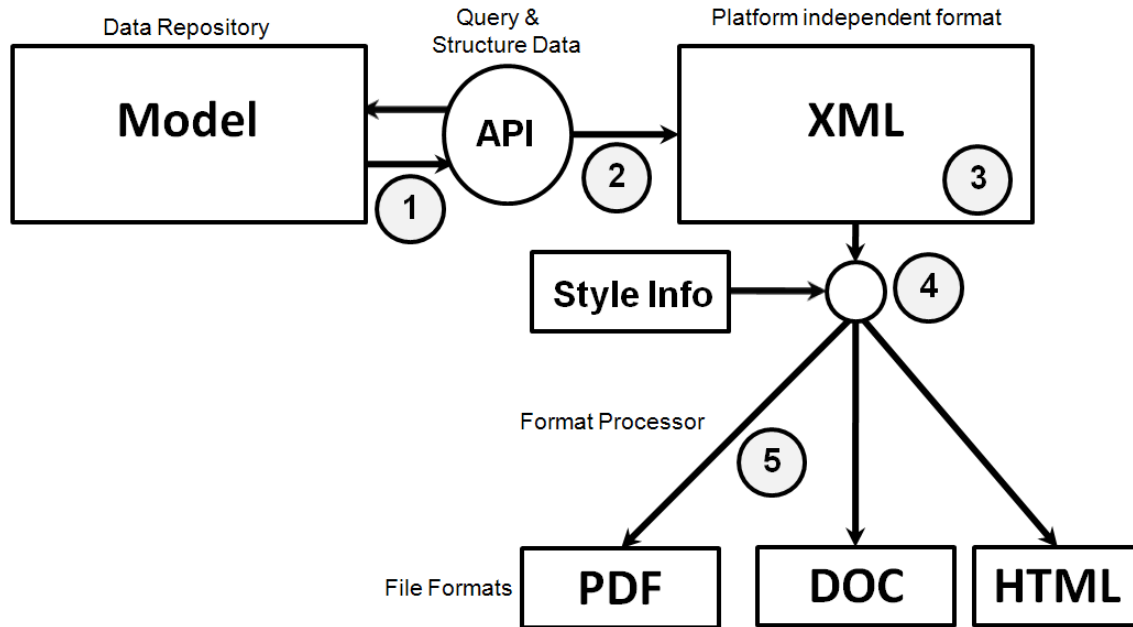 Data Repository
Query &
Structure Data
Platform independent format
Model
API
XML
1
2
3
Style Info
4
Format Processor
5
File Formats
PDF
DOC
HTML